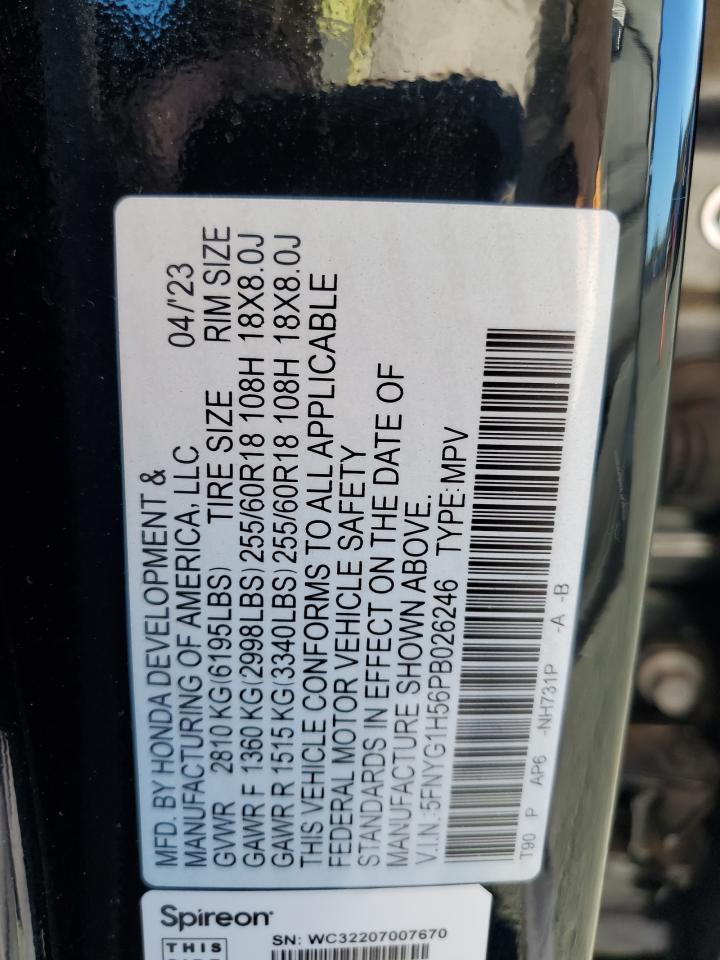 MFD. BY HONDA DEVELOPMENT &
MANUFACTURING OF AMERICA, LLC 04/'23
GVWR 2810 KG(6195LBS) TIRE SIZE RIM SIZE
GAWR F 1360 KG(2998LBS) 255/60R18 108H 18X8.0J
GAWR R 1515 KG(3340LBS) 255/60R18 108H 18X8.0J
THIS VEHICLE CONFORMS TO ALL APPLICABLE
FEDERAL MOTOR VEHICLE SAFETY
STANDARDS IN EFFECT ON THE DATE OF
MANUFACTURE SHOWN ABOVE.
V.I.N.:5FNYG1H56PB026246 TYPE:MPV
T90 P AP6 -NH731P -A -B
Spireon
SN: WC32207007670
THIS